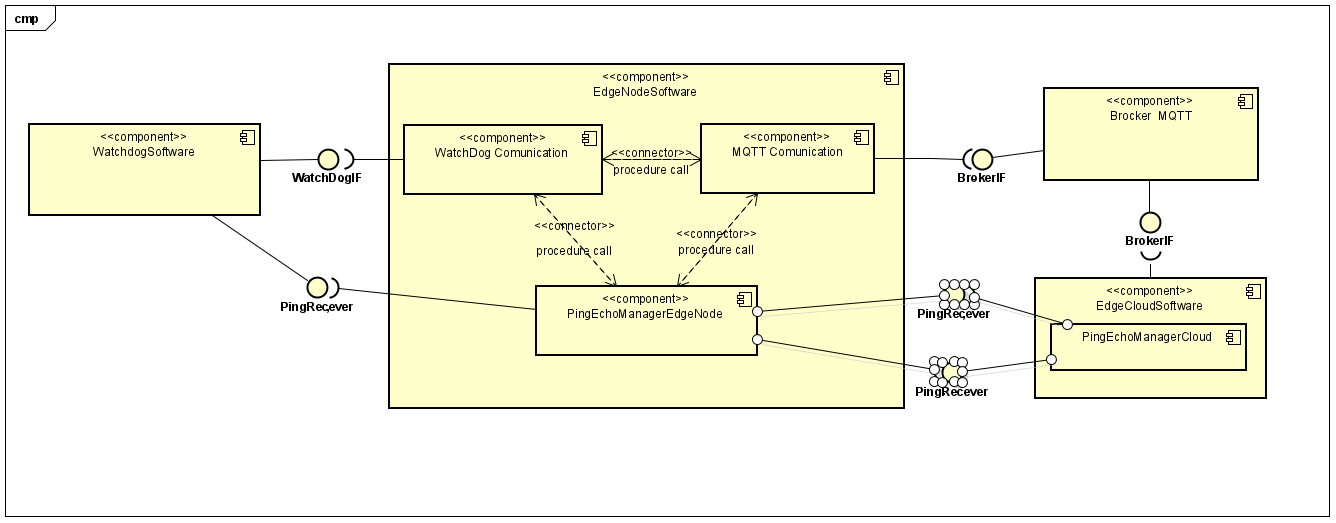 cmp
<<component>>
EdgeNodeSoftware
<<component>>
WatchdogSoftware
WatchDogIF
<<component>>
WatchDog Comunication
<<connector>>
procedure call
<<component>>
MQTT Comunication
BrokerIF
<<component>>
Brocker MQTT
BrokerIF
<<connector>>
procedure call
<<connector>>
procedure call
PingRecever
<<component>>
PingEchoManagerEdgeNode
PingRecever
PingRecever
<<component>>
EdgeCloudSoftware
PingEchoManagerCloud